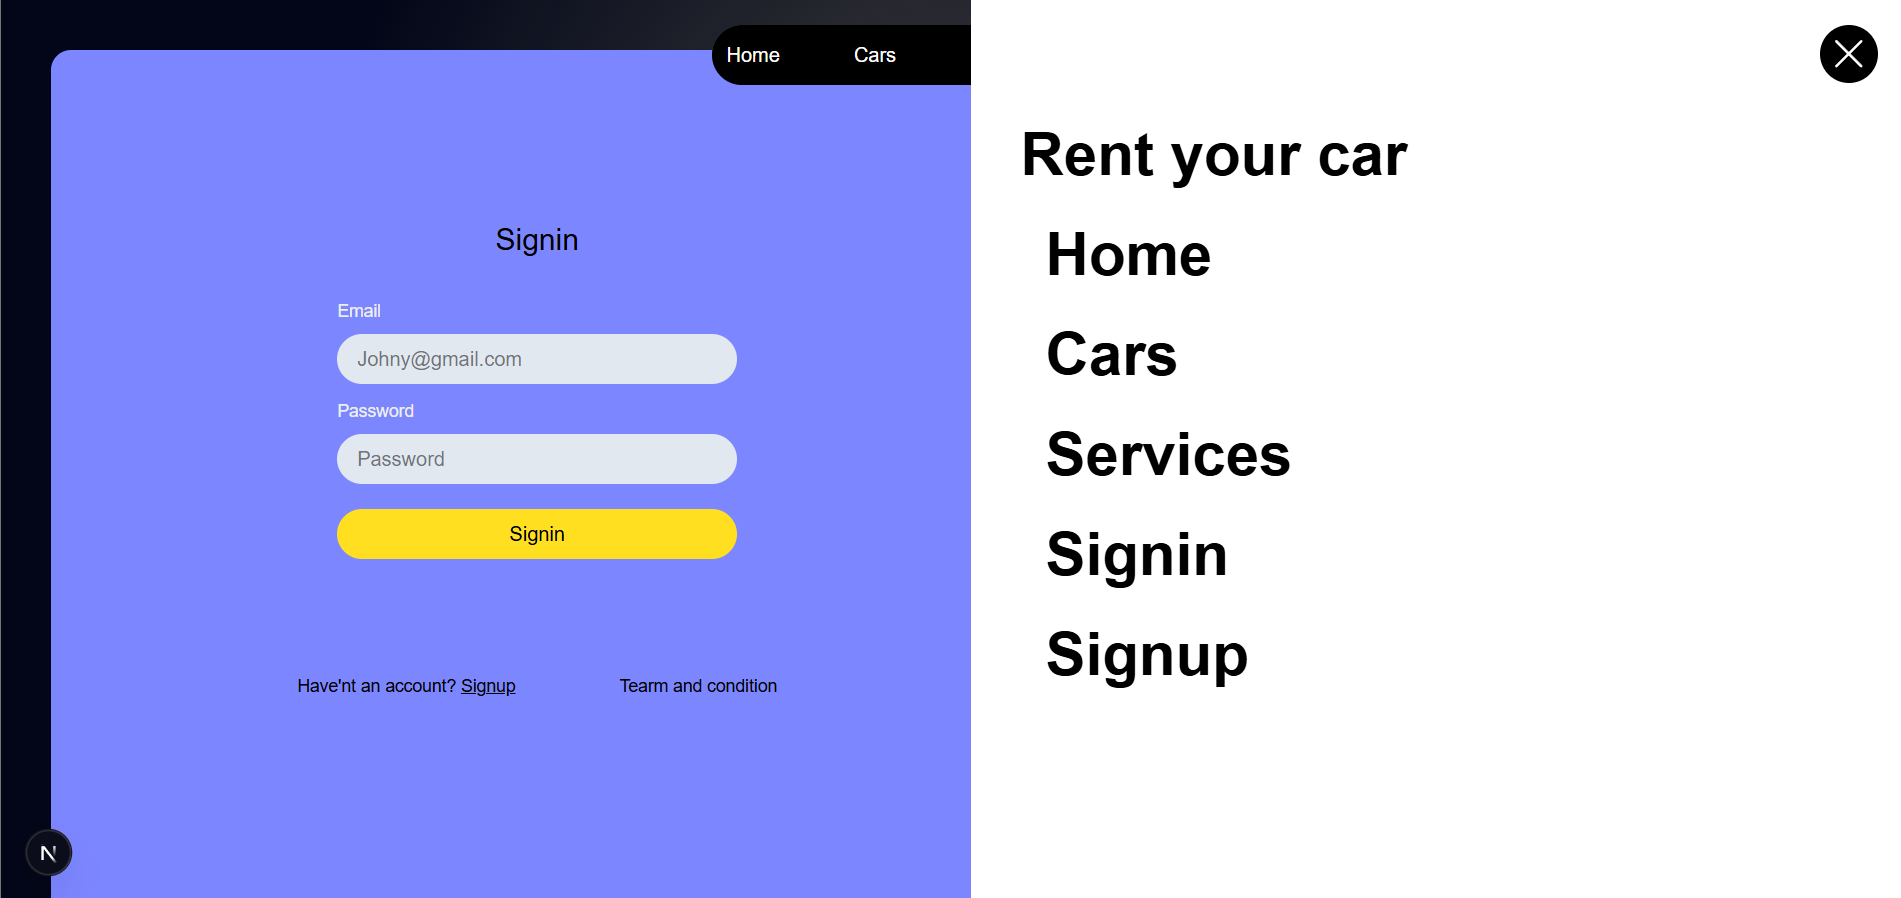 Home Cars
Signin
Email
Johny@gmail.com
Password
Password
Signin
Have'nt an account? Signup
Tearm and condition
N
Rent your car
Home
Cars
Services
Signin
Signup